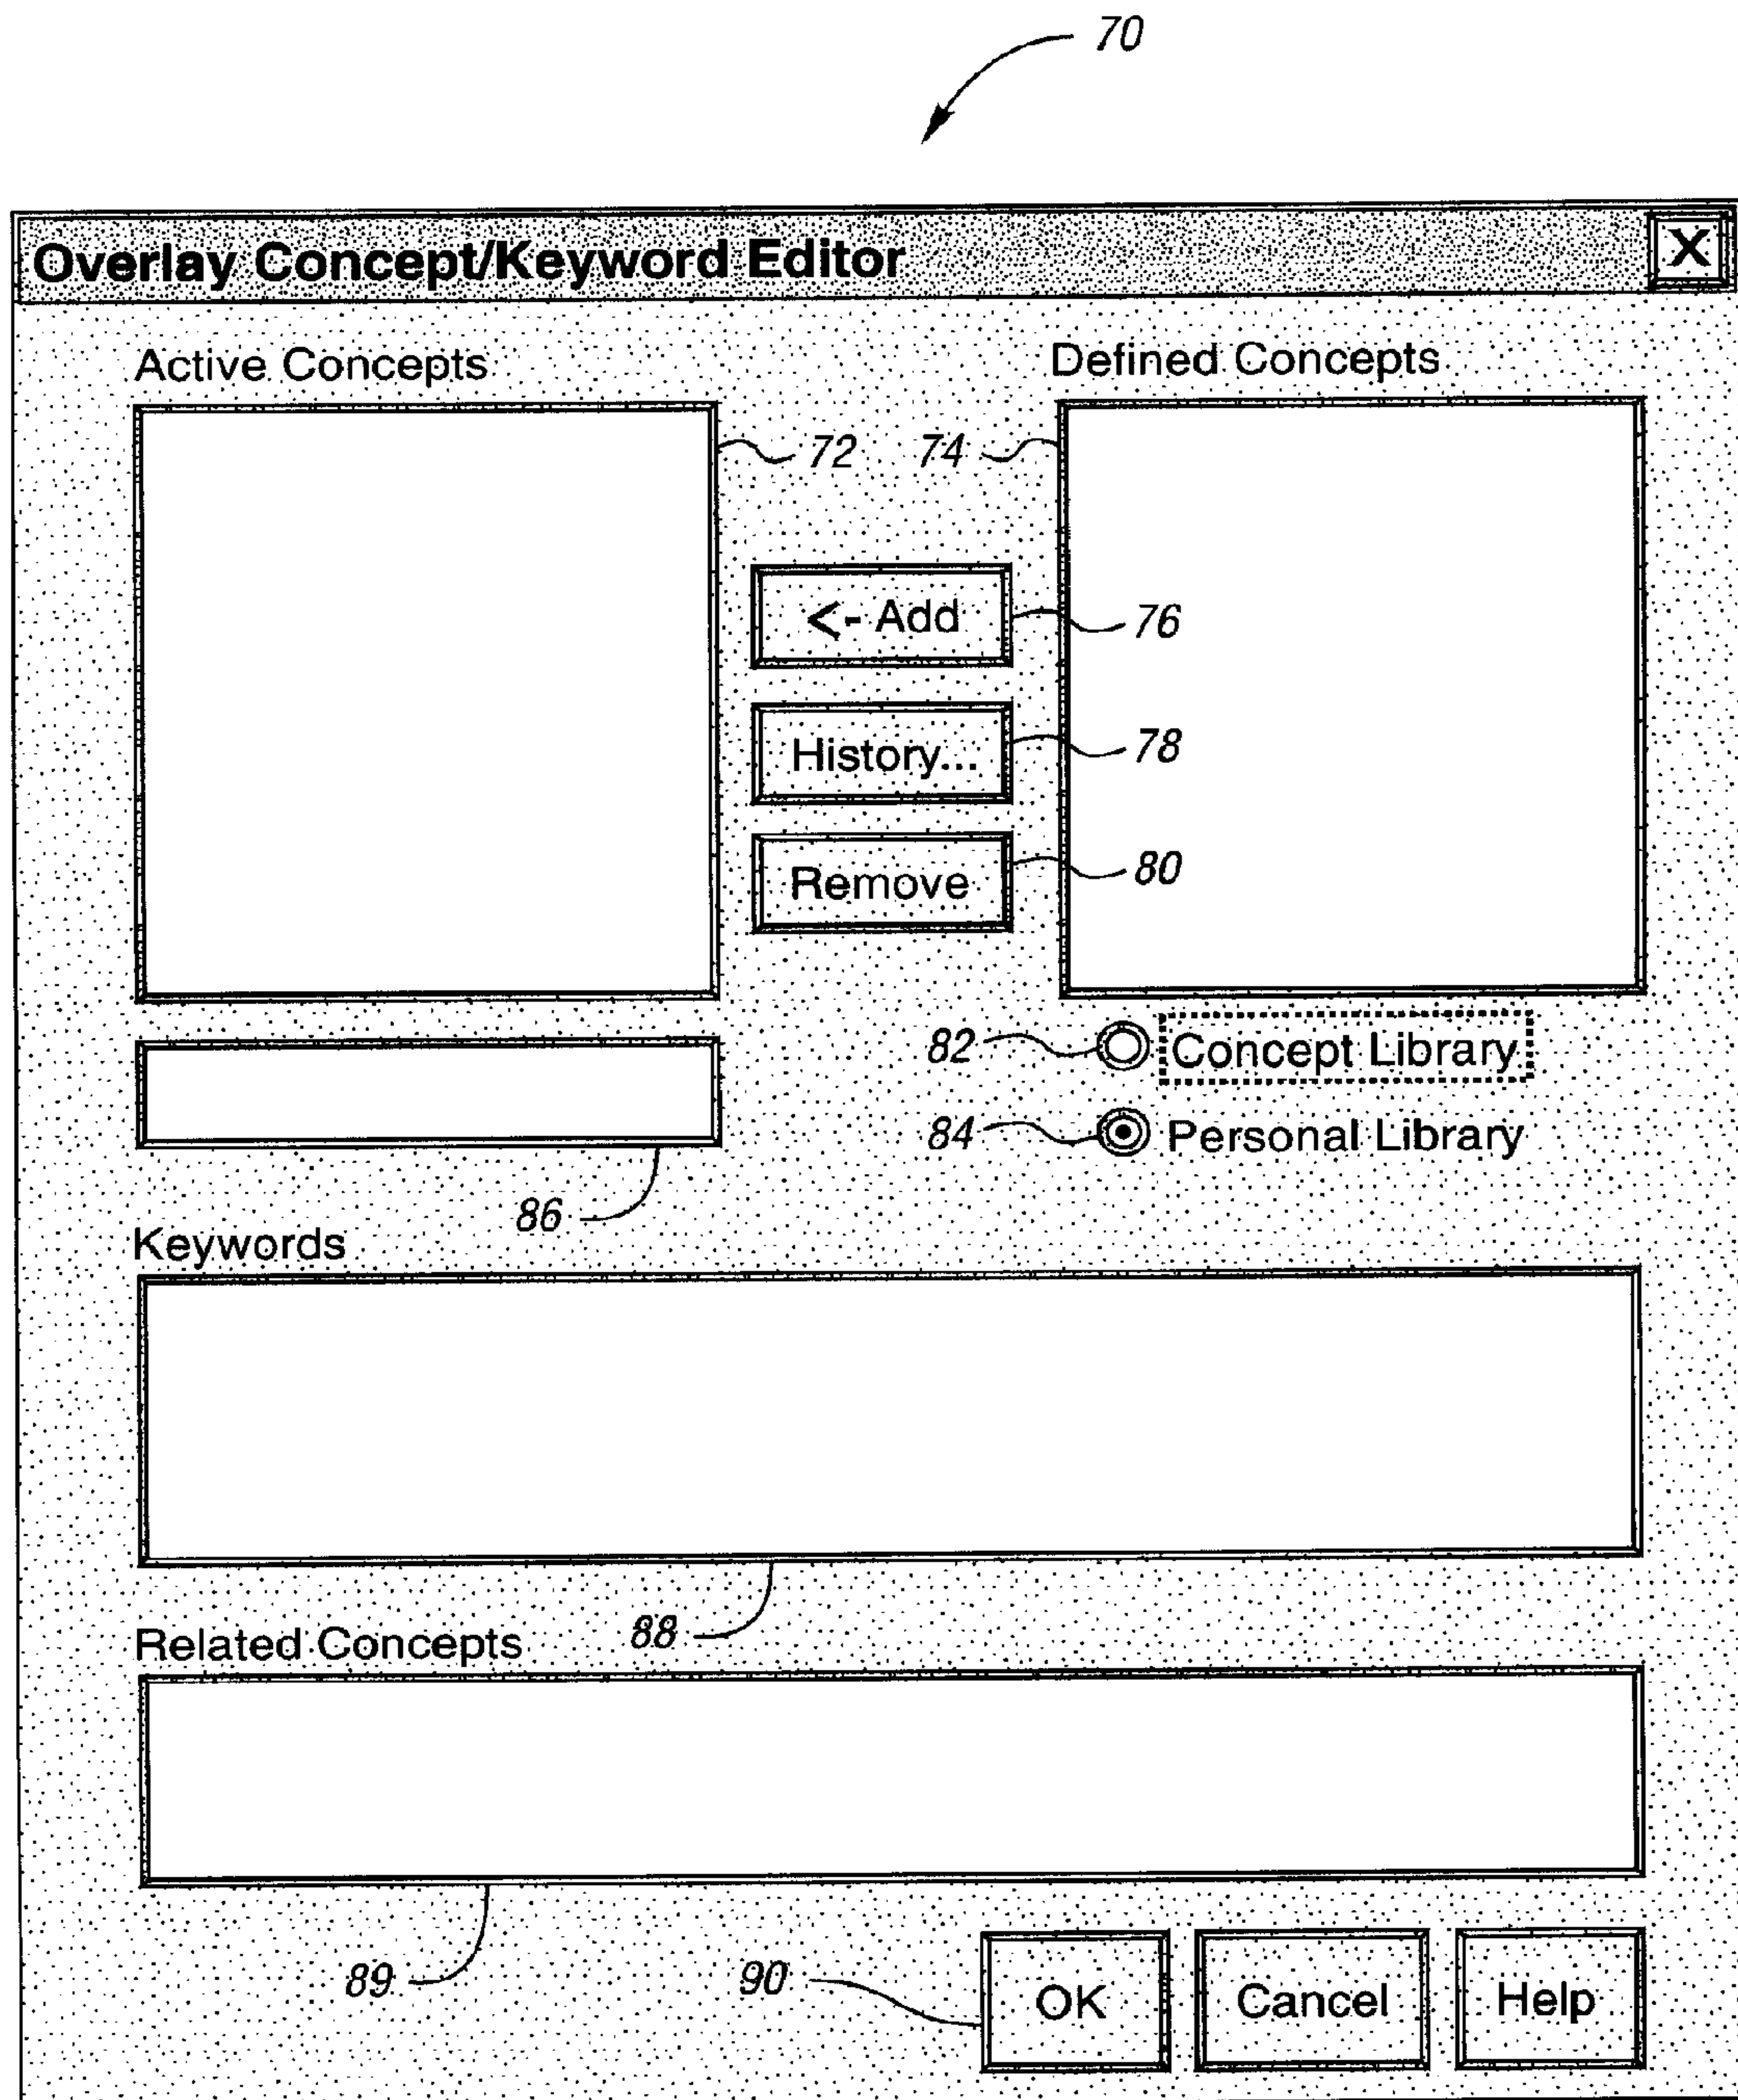 70
Overlay Concept/Keyword Editor X
Active Concepts Defined Concepts
72 74
<- Add 76
History... 78
Remove 80
82 Concept Library
84 Personal Library
86
Keywords
88
Related Concepts
89 90 OK Cancel Help